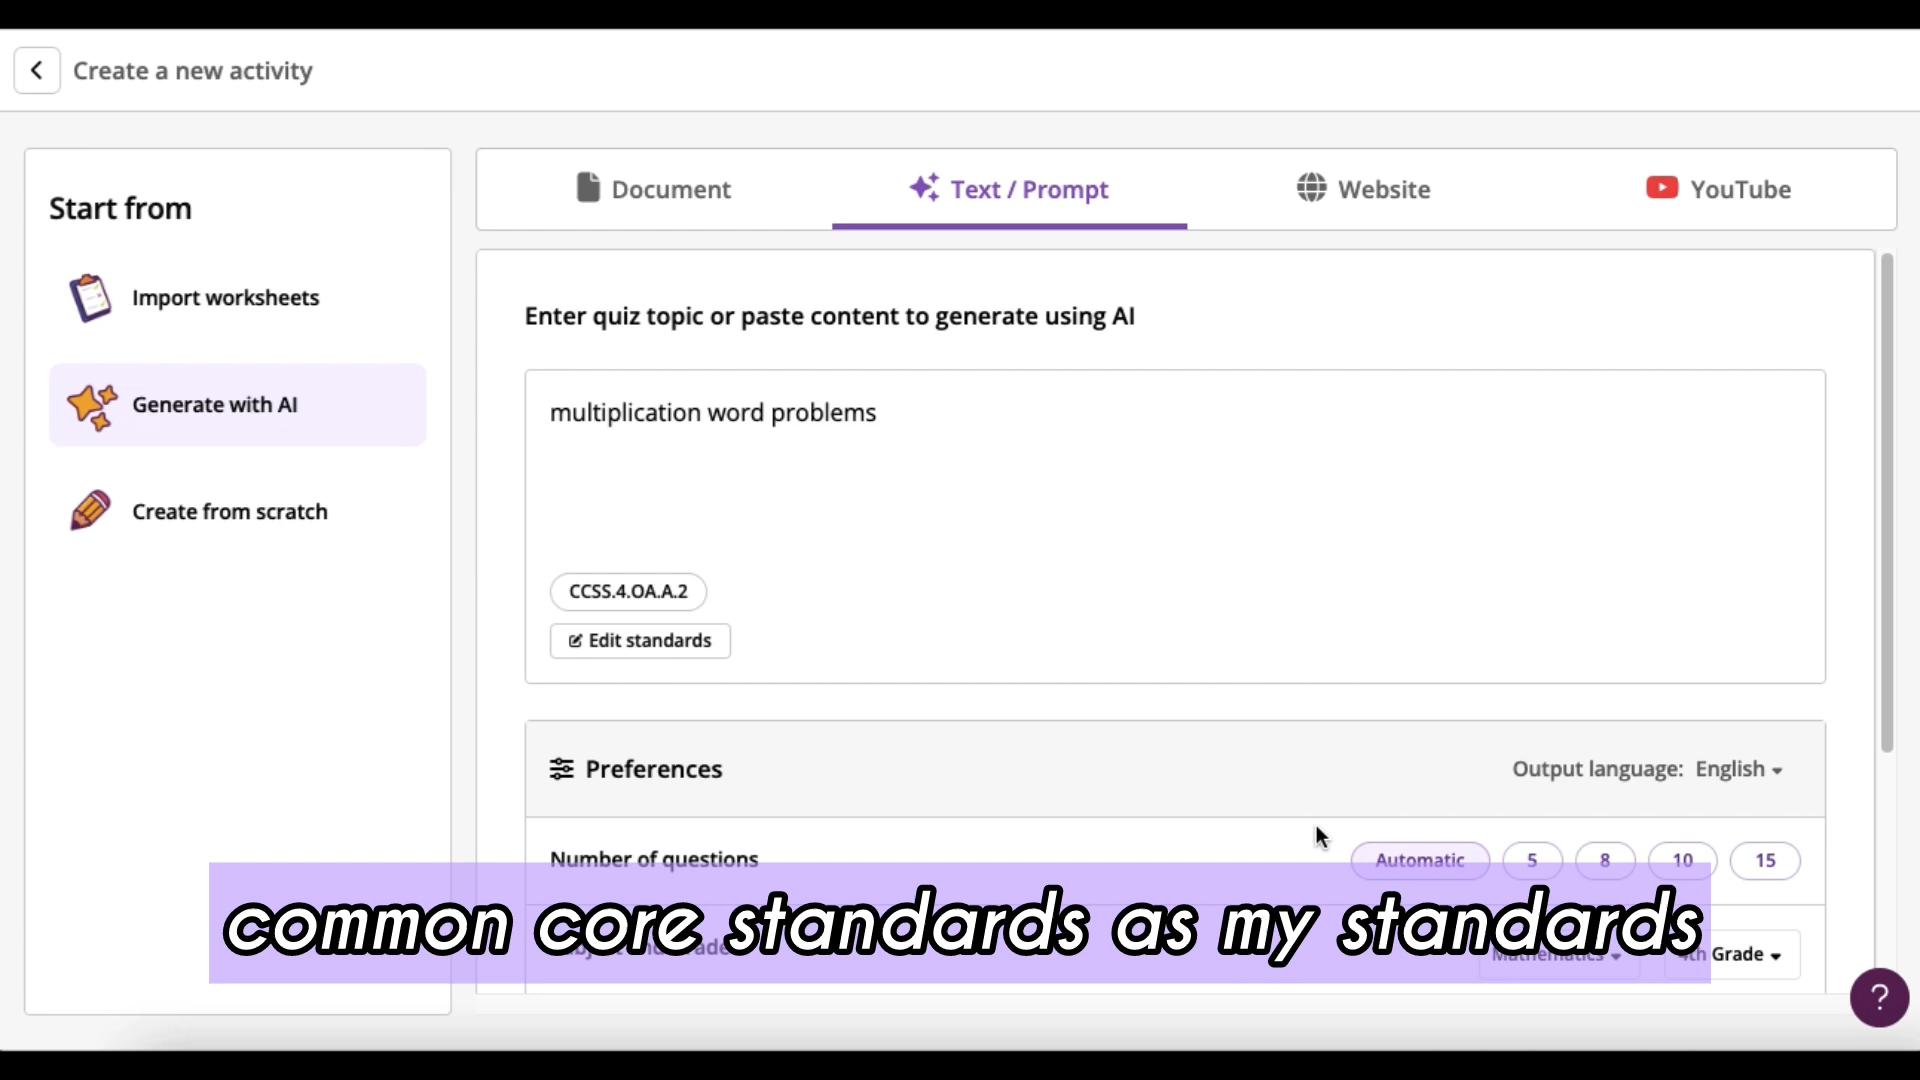 Create a new activity
Start from
Import worksheets
Generate with AI
Create from scratch
Document
Text / Prompt
Website
YouTube
Enter quiz topic or paste content to generate using AI
multiplication word problems
CCSS.4.OA.A.2
Edit standards
Preferences
Output language: English
Number of questions
Automatic
5
8
10
15
Mathematics
4th Grade
common core standards as my standards
?